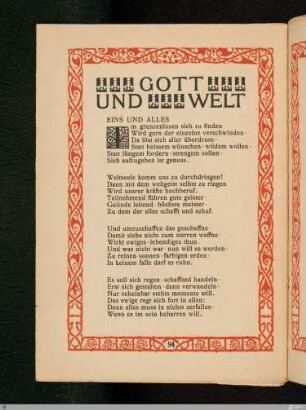 GOTT
UND WELT
EINS UND ALLES
Im grenzenlosen sich zu finden
Wird gern der einzelne verschwinden·
Da löst sich aller überdruss·
Statt heissem wünschen· wildem wollen·
Statt lästgem fordern· strengem sollen·
Sich aufzugeben ist genuss.
Weltseele komm uns zu durchdringen!
Dann mit dem weltgeist selbst zu ringen
Wird unsrer kräfte hochberuf.
Teilnehmend führen gute geister·
Gelinde leitend· höchste meister·
Zu dem der alles schafft und schuf.
Und umzuschaffen das geschaffne·
Damit sichs nicht zum starren waffne·
Wirkt ewiges· lebendiges thun.
Und was nicht war· nun will es werden·
Zu reinen sonnen· farbigen erden·
In keinem falle darf es ruhn.
Es soll sich regen· schaffend handeln·
Erst sich gestalten· dann verwandeln·
Nur scheinbar stehts momente still.
Das ewige regt sich fort in allen:
Denn alles muss in nichts zerfallen·
Wenn es im sein beharren will.
94